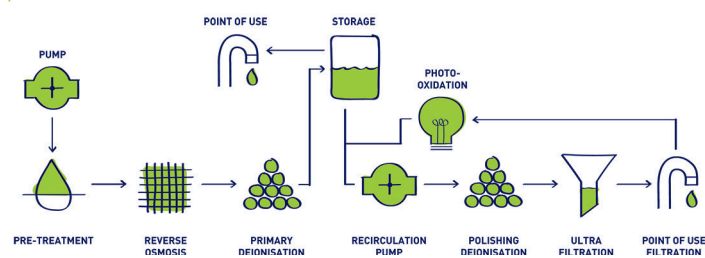 POINT OF USE
STORAGE
PUMP
PHOTO-
OXIDATION
PRE-TREATMENT
REVERSE
OSMOSIS
PRIMARY
DEIONISATION
RECIRCULATION
PUMP
POLISHING
DEIONISATION
ULTRA
FILTRATION
POINT OF USE
FILTRATION